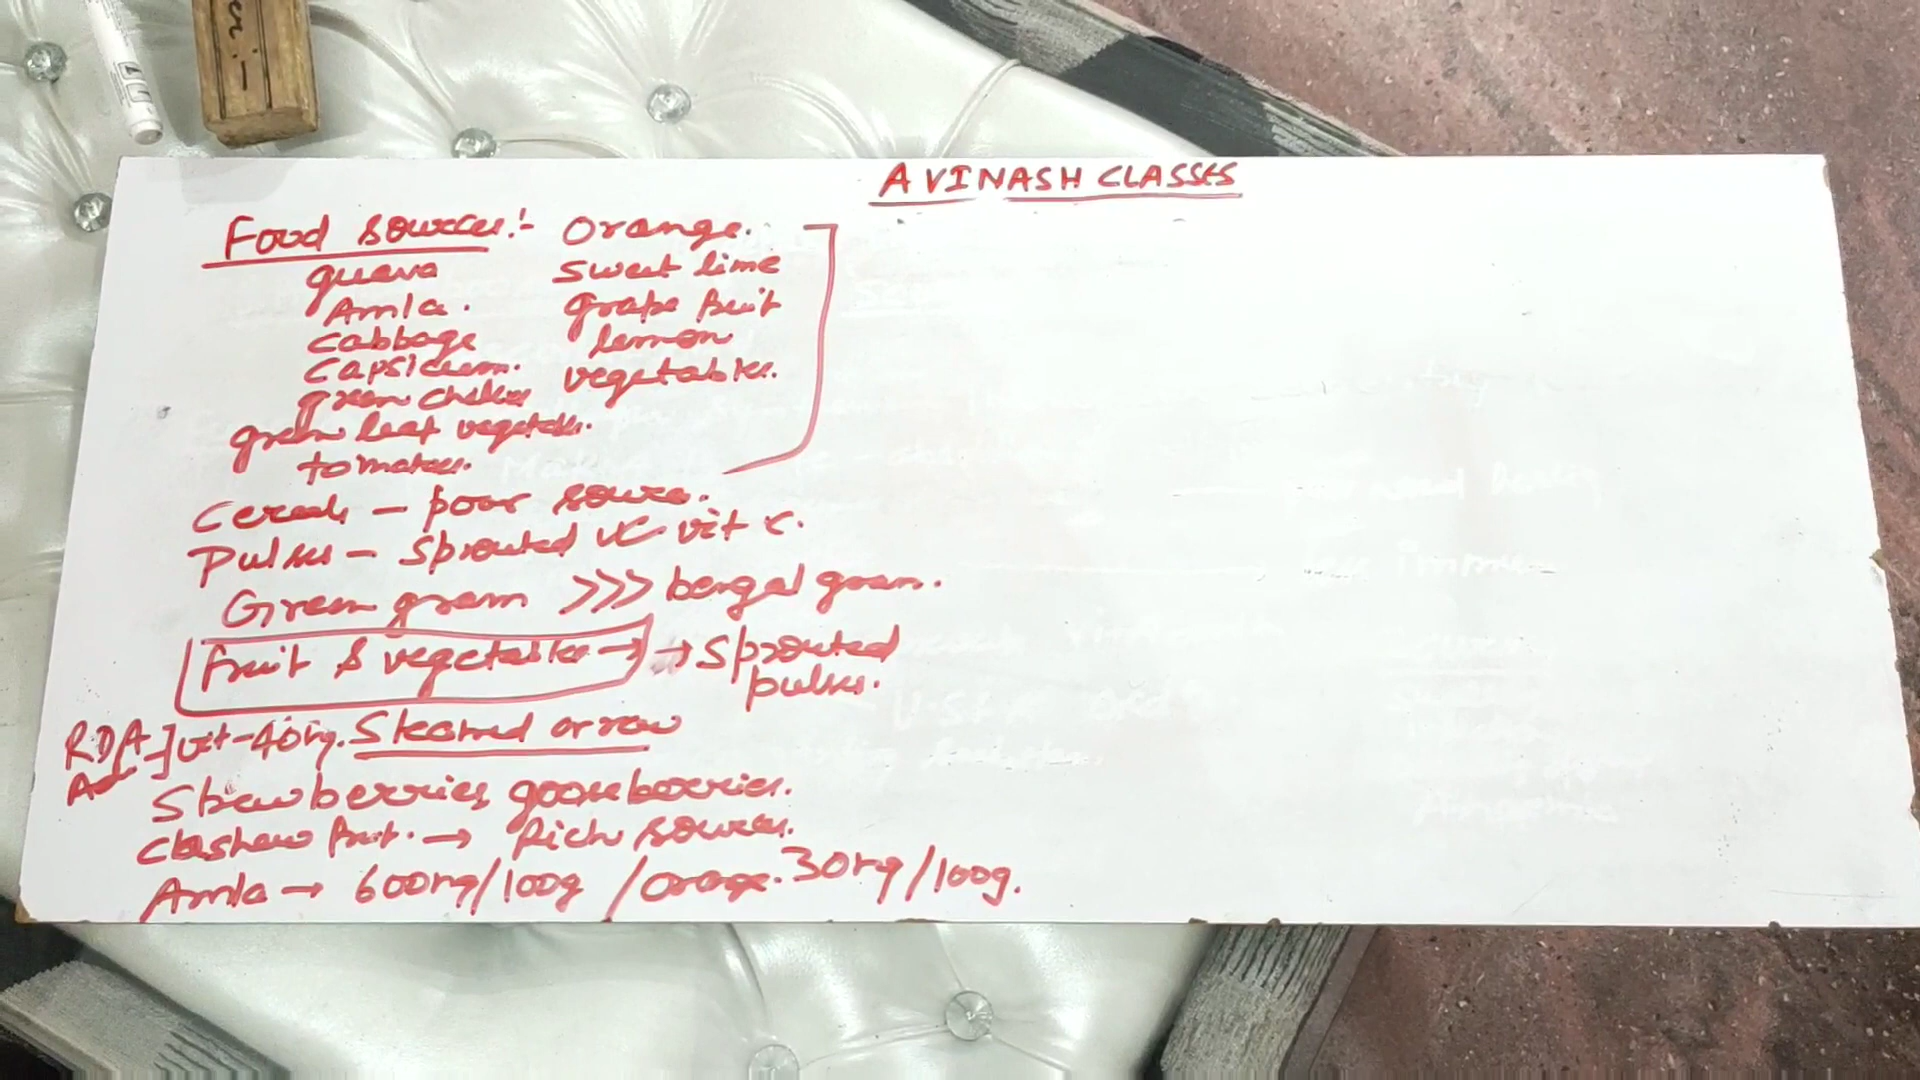 AVINASH CLASSES
Food sources:- Orange.
guava sweet lime
Amla. grape fruit
cabbage lemon
capsicum. vegetables.
green chilies
green leaf vegetables.
tomatoes.
Cereals - poor source.
Pulses - sprouted vit c.
Green gram >>> bengal gram.
fruit & vegetables → → sprouted
pulses.
RDA ] vit-40mg. Steamed or raw
Strawberries, gooseberries.
Cashew fruit. → Rich sources.
Amla → 600mg/100g / orange. 30mg/100g.